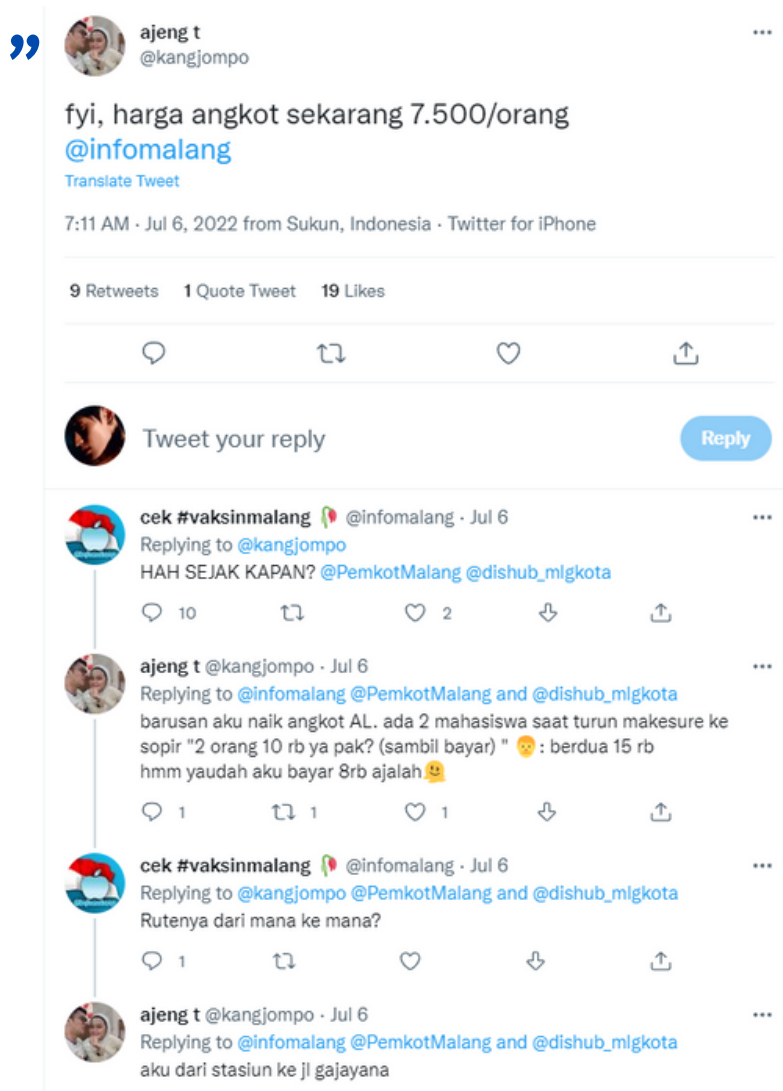 ajeng t
@kangjompo
fyi, harga angkot sekarang 7.500/orang
@infomalang
Translate Tweet
7:11 AM · Jul 6, 2022 from Sukun, Indonesia · Twitter for iPhone
9 Retweets 1 Quote Tweet 19 Likes
Tweet your reply
Reply
cek #vaksinmalang 🥀 @infomalang · Jul 6
Replying to @kangjompo
HAH SEJAK KAPAN? @PemkotMalang @dishub_mlgkota
10 2
ajeng t @kangjompo · Jul 6
Replying to @infomalang @PemkotMalang and @dishub_mlgkota
barusan aku naik angkot AL. ada 2 mahasiswa saat turun makesure ke
sopir "2 orang 10 rb ya pak? (sambil bayar) " 👨 : berdua 15 rb
hmm yaudah aku bayar 8rb ajalah🫠
1 1 1
cek #vaksinmalang 🥀 @infomalang · Jul 6
Replying to @kangjompo @PemkotMalang and @dishub_mlgkota
Rutenya dari mana ke mana?
1
ajeng t @kangjompo · Jul 6
Replying to @infomalang @PemkotMalang and @dishub_mlgkota
aku dari stasiun ke jl gajayana